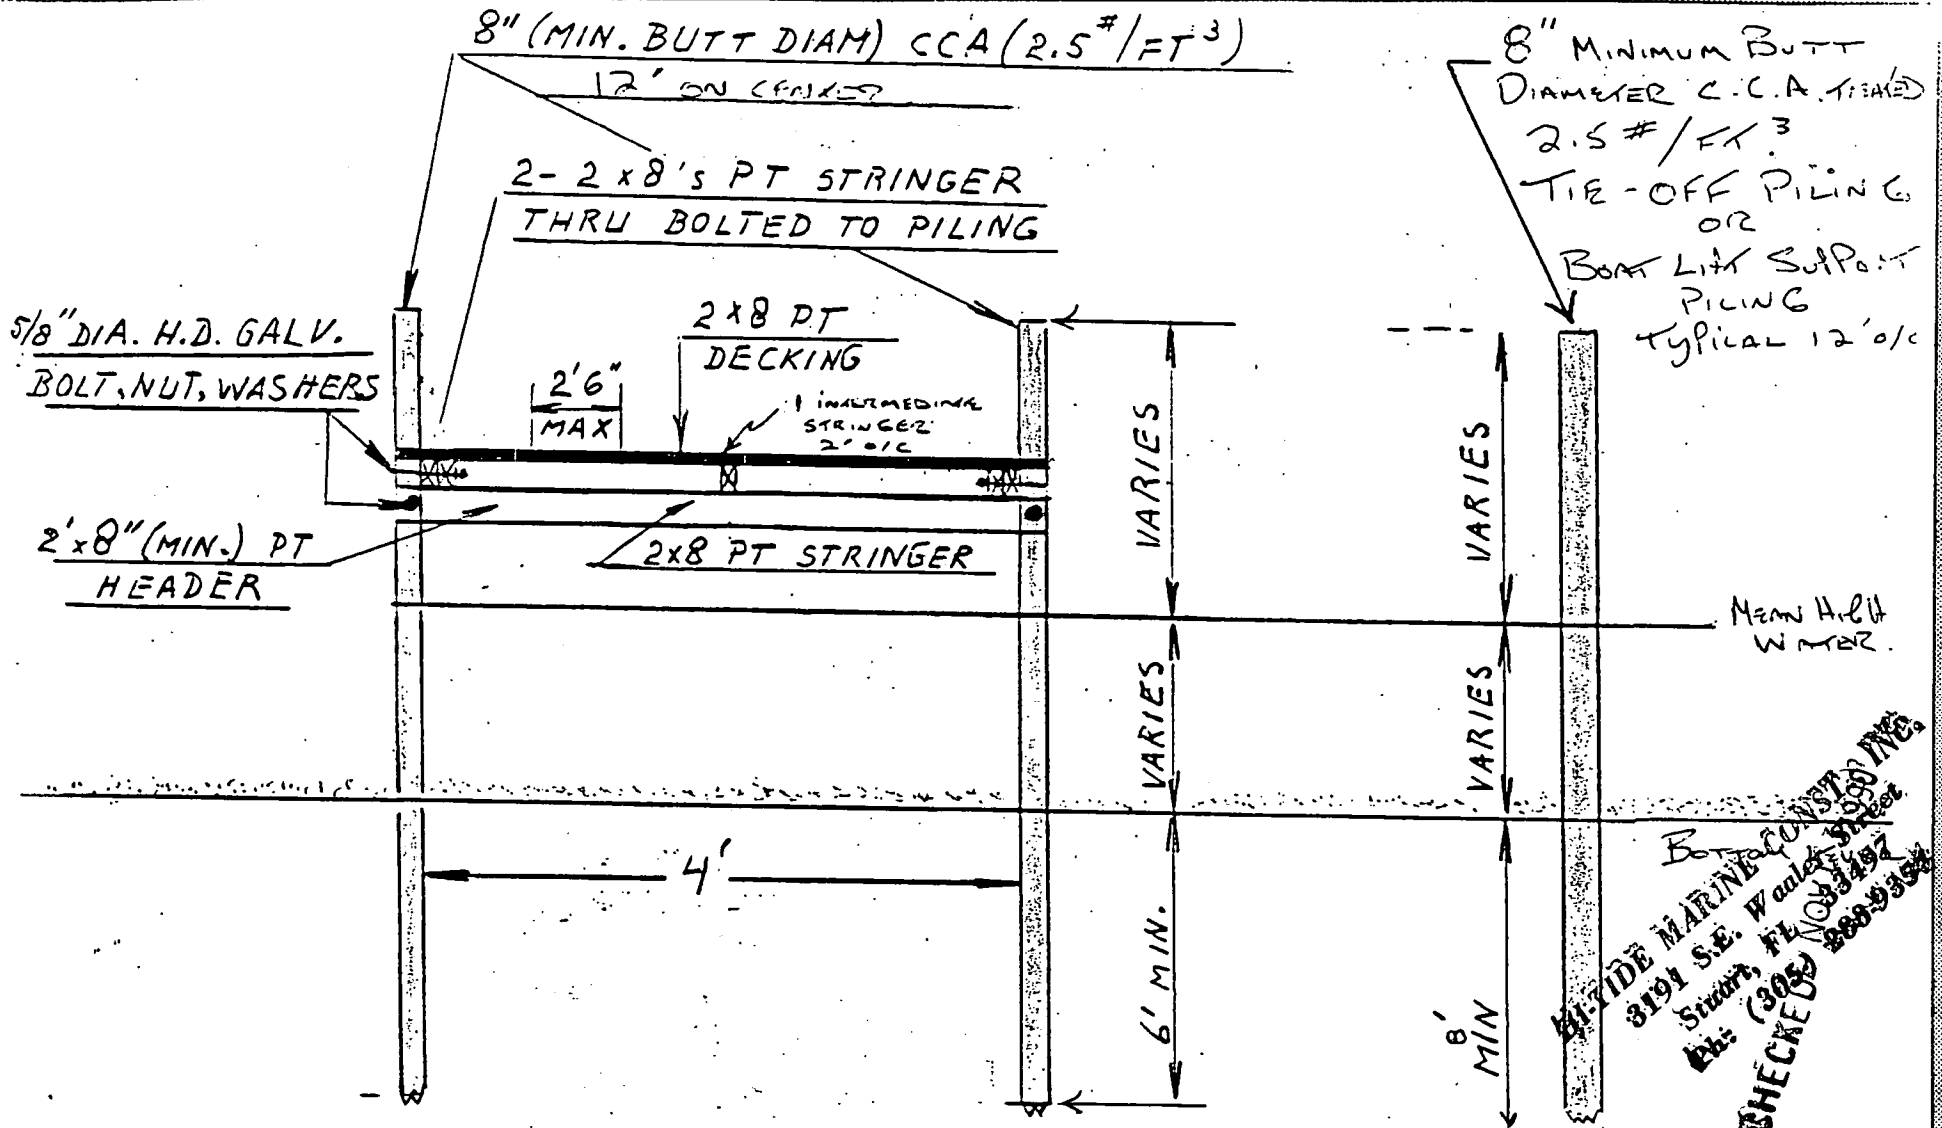 8" (MIN. BUTT DIAM) CCA (2.5#/FT³)
12' ON CENTER
2- 2x8's PT STRINGER
THRU BOLTED TO PILING
8" MINIMUM BUTT
DIAMETER C.C.A. TREATED
2.5 #/FT.³
TIE-OFF PILING
OR
BOAT LIFT SUPPORT
PILING
TYPICAL 12' o/c
5/8" DIA. H.D. GALV.
BOLT, NUT, WASHERS
2'6"
MAX
2x8 PT
DECKING
1 INTERMEDIATE
STRINGER
2' o/c
2'x8" (MIN.) PT
HEADER
2x8 PT STRINGER
VARIES
VARIES
MEAN HIGH
WATER.
VARIES
VARIES
4'
6' MIN.
8'
MIN
HI-TIDE MARINE CONST. INC.
3191 S.E. Waaler Street
Stuart, FL 33497
Ph: (305) 288-9354
CHECKED NOV